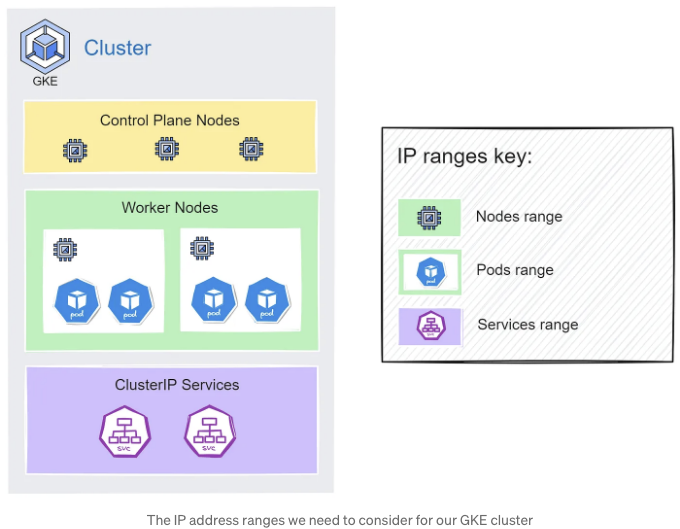 Cluster
GKE
Control Plane Nodes
Worker Nodes
pod
pod
pod
pod
ClusterIP Services
svc
svc
IP ranges key:
Nodes range
pod
Pods range
svc
Services range
The IP address ranges we need to consider for our GKE cluster